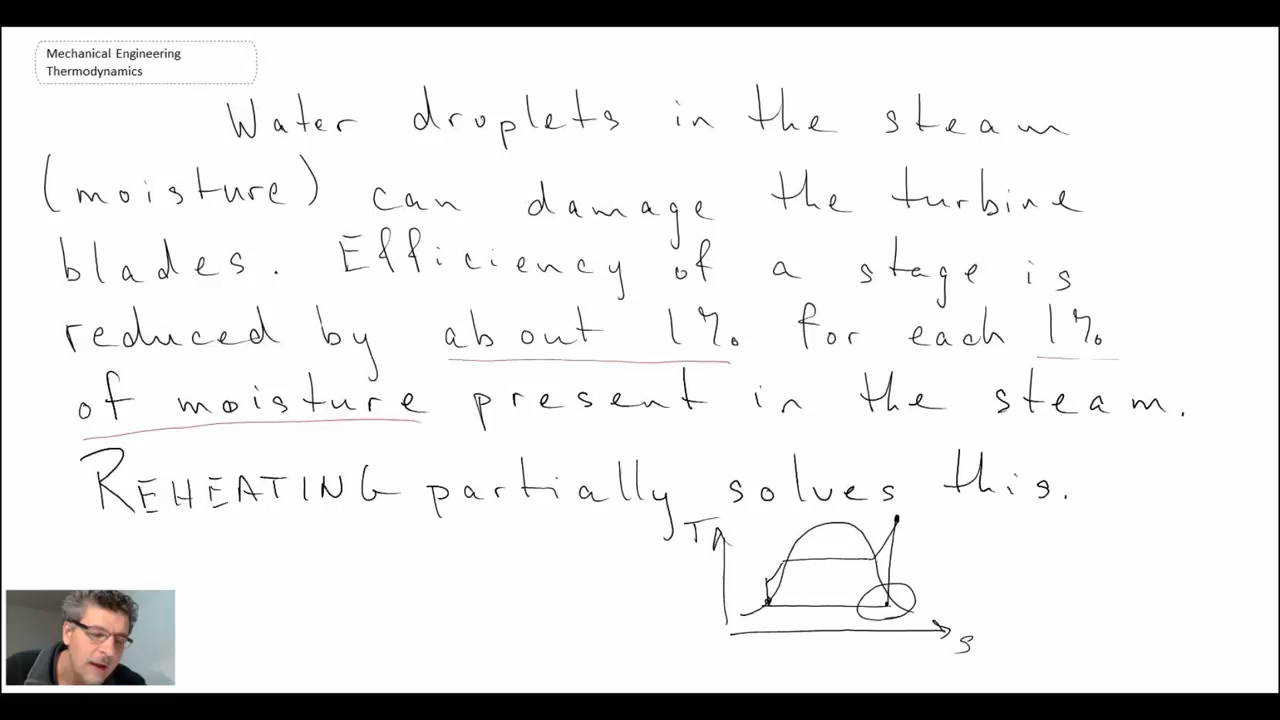 Mechanical Engineering
Thermodynamics
Water droplets in the steam
(moisture) can damage the turbine
blades. Efficiency of a stage is
reduced by about 1% for each 1%
of moisture present in the steam.
REHEATING partially solves this.
T
s